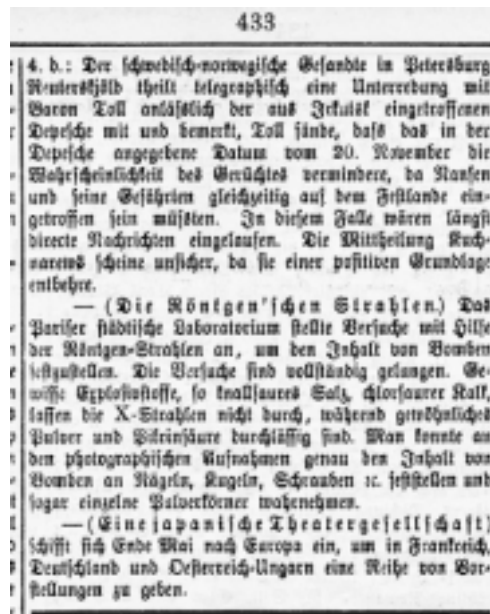 433
4. d.: Der schwedisch-norwegische Gesandte in Petersburg
Reuterskjöld theilt telegraphisch eine Unterredung mit
Baron Toll anlässlich der aus Irkutsk eingetroffenen
Depesche mit und bemerkt, Toll finde, dass das in der
Depesche angegebene Datum vom 20. November die
Wahrscheinlichkeit des Gerüchtes vermindere, da Nansen
und seine Gefährten gleichzeitig auf dem Festlande ein-
getroffen sein müssten. In diesem Falle wären längst
directe Nachrichten eingelaufen. Die Mittheilung Kuch-
narews scheine unsicher, da sie einer positiven Grundlage
entbehre.
— (Die Röntgen'schen Strahlen.) Das
Pariser städtische Laboratorium stellte Versuche mit Hilfe
der Röntgen-Strahlen an, um den Inhalt von Bomben
festzustellen. Die Versuche sind vollständig gelungen. Ge-
wisse Explosivstoffe, so knallsaures Salz, chlorsaurer Kalk,
lassen die X-Strahlen nicht durch, während gewöhnliches
Pulver und Pikrinsäure durchlässig sind. Man konnte an
den photographischen Aufnahmen genau den Inhalt von
Bomben an Nägeln, Kugeln, Schrauben ꝛc. feststellen und
sogar einzelne Pulverkörner wahrnehmen.
— (Eine japanische Theatergesellschaft)
schifft sich Ende Mai nach Europa ein, um in Frankreich,
Deutschland und Oesterreich-Ungarn eine Reihe von Vor-
stellungen zu geben.